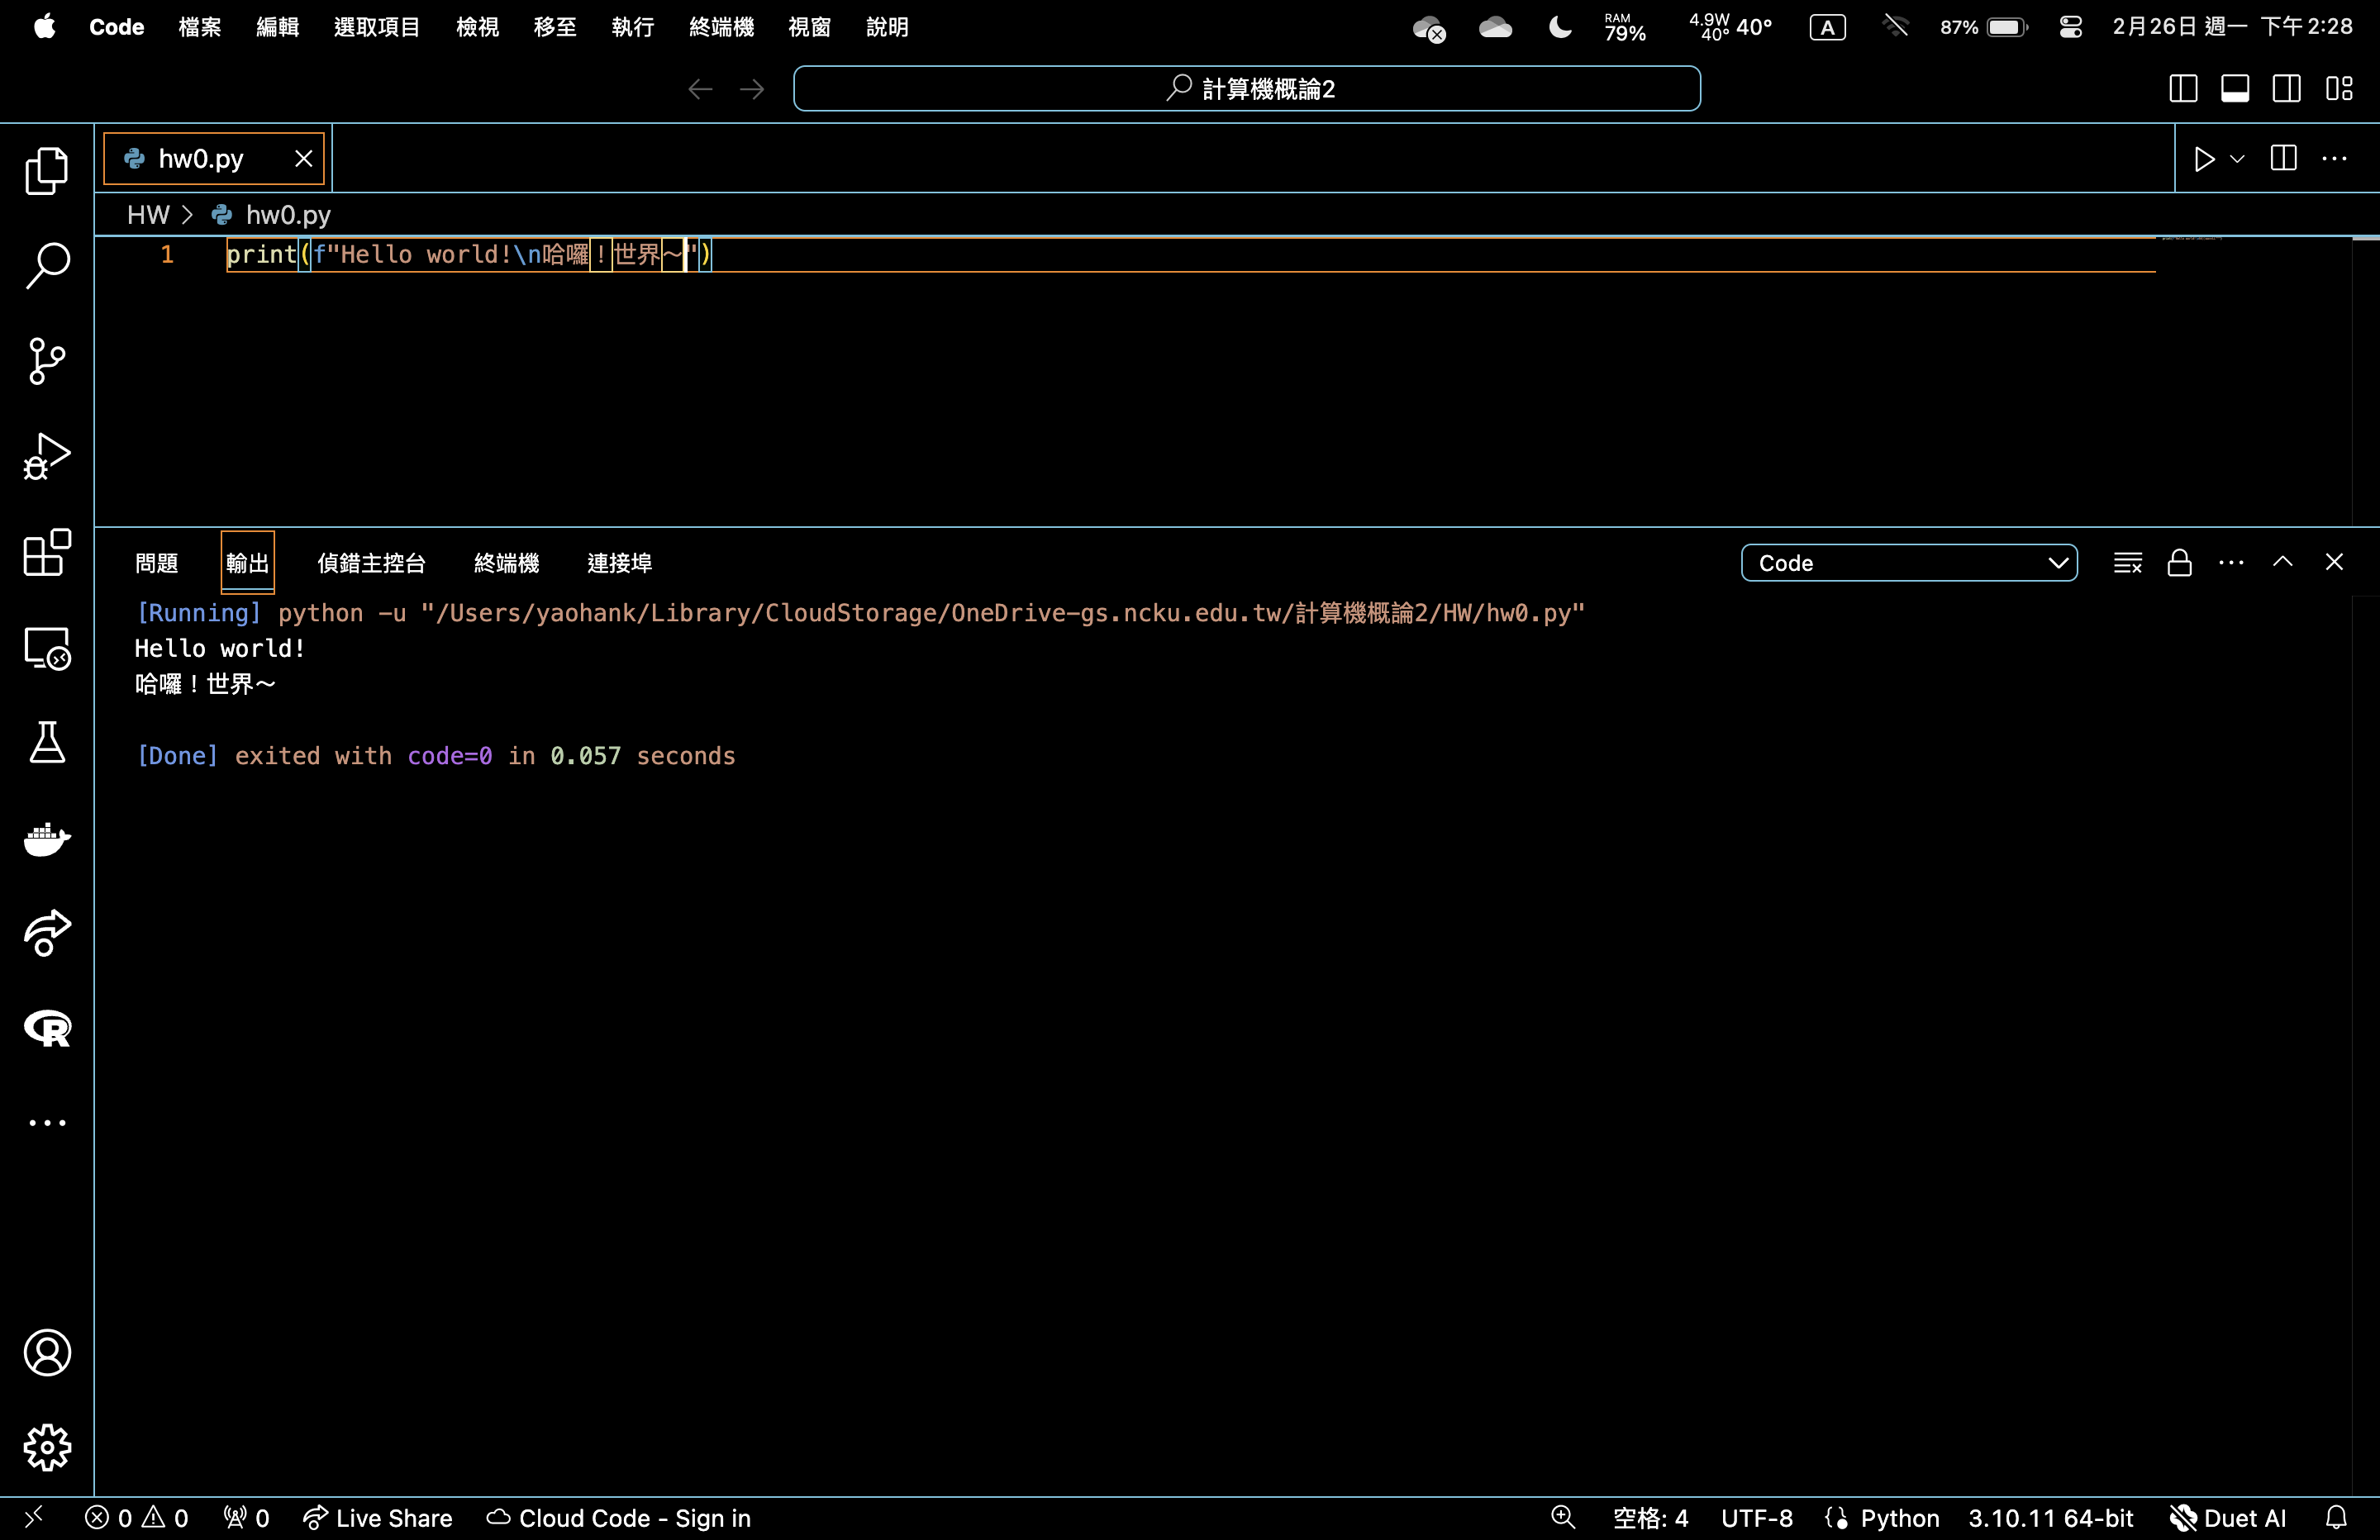 Code 檔案 編輯 選取項目 檢視 移至 執行 終端機 視窗 說明 RAM 79% 4.9W 40° 40° A 87% 2月26日 週一 下午2:28
計算機概論2
hw0.py
HW > hw0.py
1 print(f"Hello world!\n哈囉！世界～")
問題 輸出 偵錯主控台 終端機 連接埠 Code
[Running] python -u "/Users/yaohank/Library/CloudStorage/OneDrive-gs.ncku.edu.tw/計算機概論2/HW/hw0.py"
Hello world!
哈囉！世界～
[Done] exited with code=0 in 0.057 seconds
0 0 0 Live Share Cloud Code - Sign in 空格: 4 UTF-8 Python 3.10.11 64-bit Duet AI